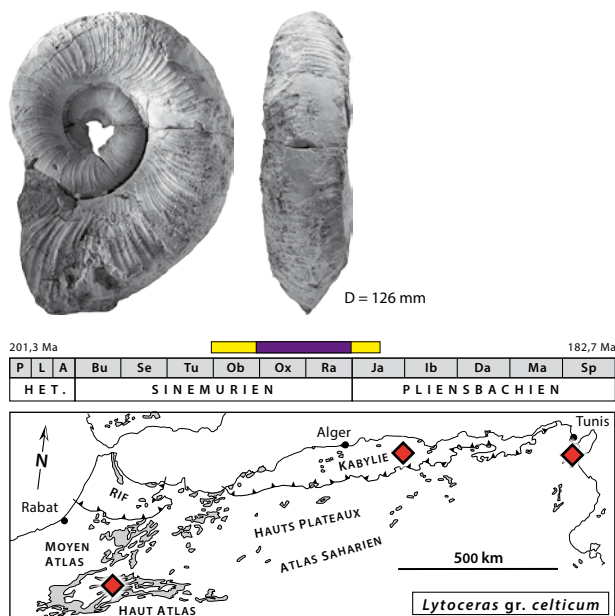 D = 126 mm
201,3 Ma 182,7 Ma
P L A Bu Se Tu Ob Ox Ra Ja Ib Da Ma Sp
HET. SINEMURIEN PLIENSBACHIEN
Tunis
Alger
N
KABYLIE
RIF
Rabat
HAUTS PLATEAUX
MOYEN
ATLAS
ATLAS SAHARIEN
500 km
HAUT ATLAS
Lytoceras gr. celticum